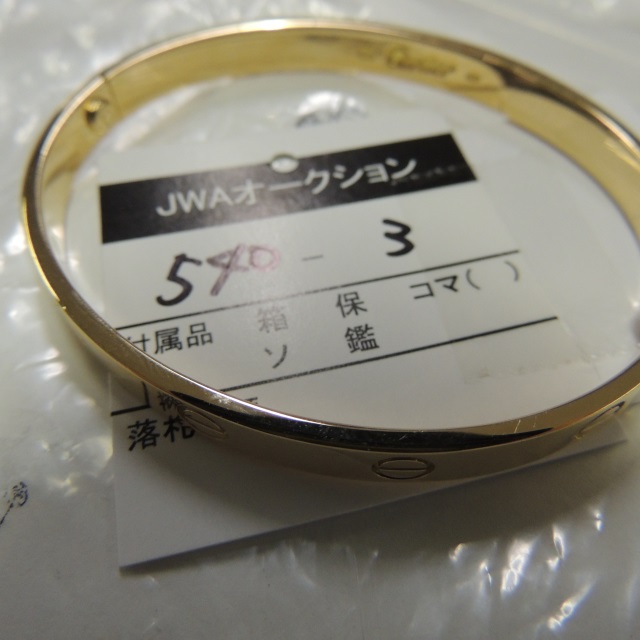 Cartier
JWAオークション
540 - 3
付属品 箱 保 コマ( )
ソ 鑑
落札